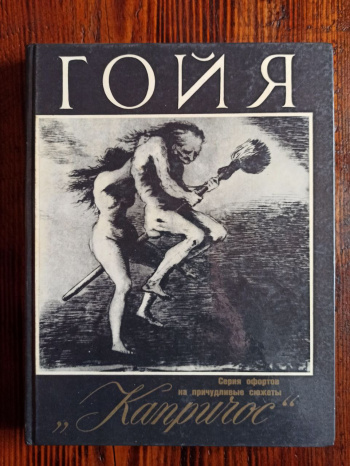 ГОЙЯ
Серия офортов
на причудливые сюжеты
„Капричос“